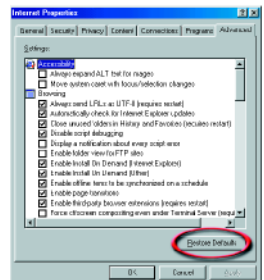 Internet Properties
General Security Privacy Content Connections Programs Advanced
Settings:
Accessibility
Always expand ALT text for images
Move system caret with focus/selection changes
Browsing
Always send URLs as UTF-8 (requires restart)
Automatically check for Internet Explorer updates
Close unused folders in History and Favorites (requires restart)
Disable script debugging
Display a notification about every script error
Enable folder view for FTP sites
Enable Install On Demand (Internet Explorer)
Enable Install On Demand (Other)
Enable offline items to be synchronized on a schedule
Enable page transitions
Enable third-party browser extensions (requires restart)
Force offscreen compositing even under Terminal Server (requi
Restore Defaults
OK Cancel Apply